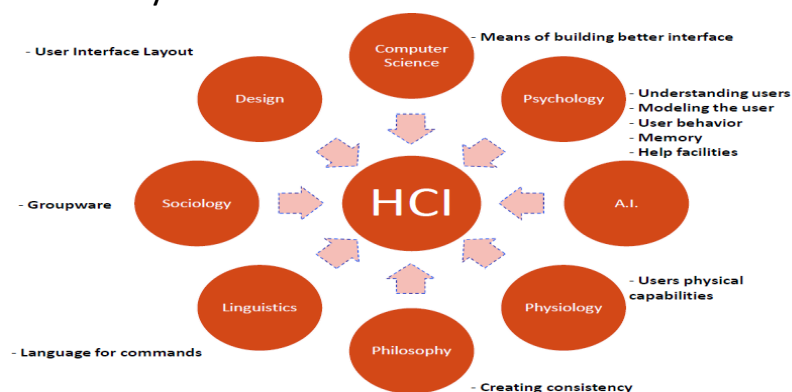 - User Interface Layout
Computer
Science
- Means of building better interface
Design
Psychology
- Understanding users
- Modeling the user
- User behavior
- Memory
- Help facilities
- Groupware
Sociology
HCI
A.I.
Linguistics
- Language for commands
Philosophy
- Creating consistency
Physiology
- Users physical
capabilities